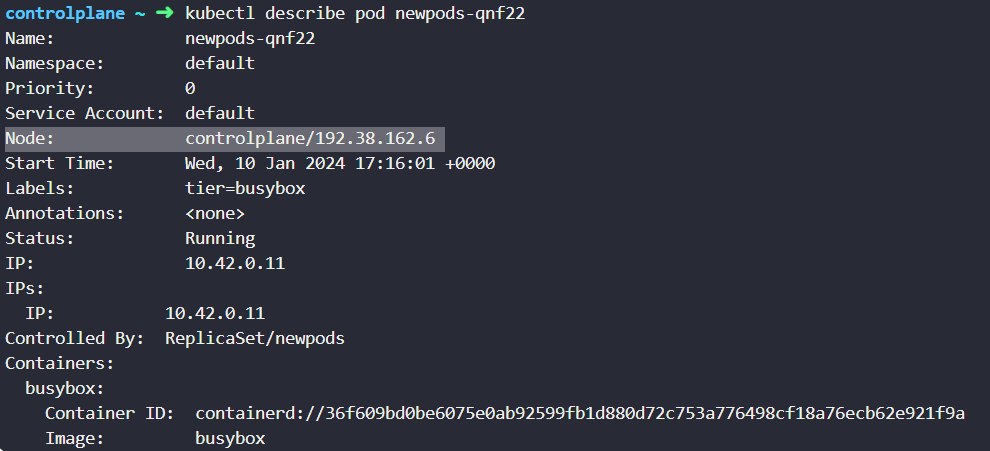 controlplane ~ ➜ kubectl describe pod newpods-qnf22
Name: newpods-qnf22
Namespace: default
Priority: 0
Service Account: default
Node: controlplane/192.38.162.6
Start Time: Wed, 10 Jan 2024 17:16:01 +0000
Labels: tier=busybox
Annotations: <none>
Status: Running
IP: 10.42.0.11
IPs:
IP: 10.42.0.11
Controlled By: ReplicaSet/newpods
Containers:
busybox:
Container ID: containerd://36f609bd0be6075e0ab92599fb1d880d72c753a776498cf18a76ecb62e921f9a
Image: busybox